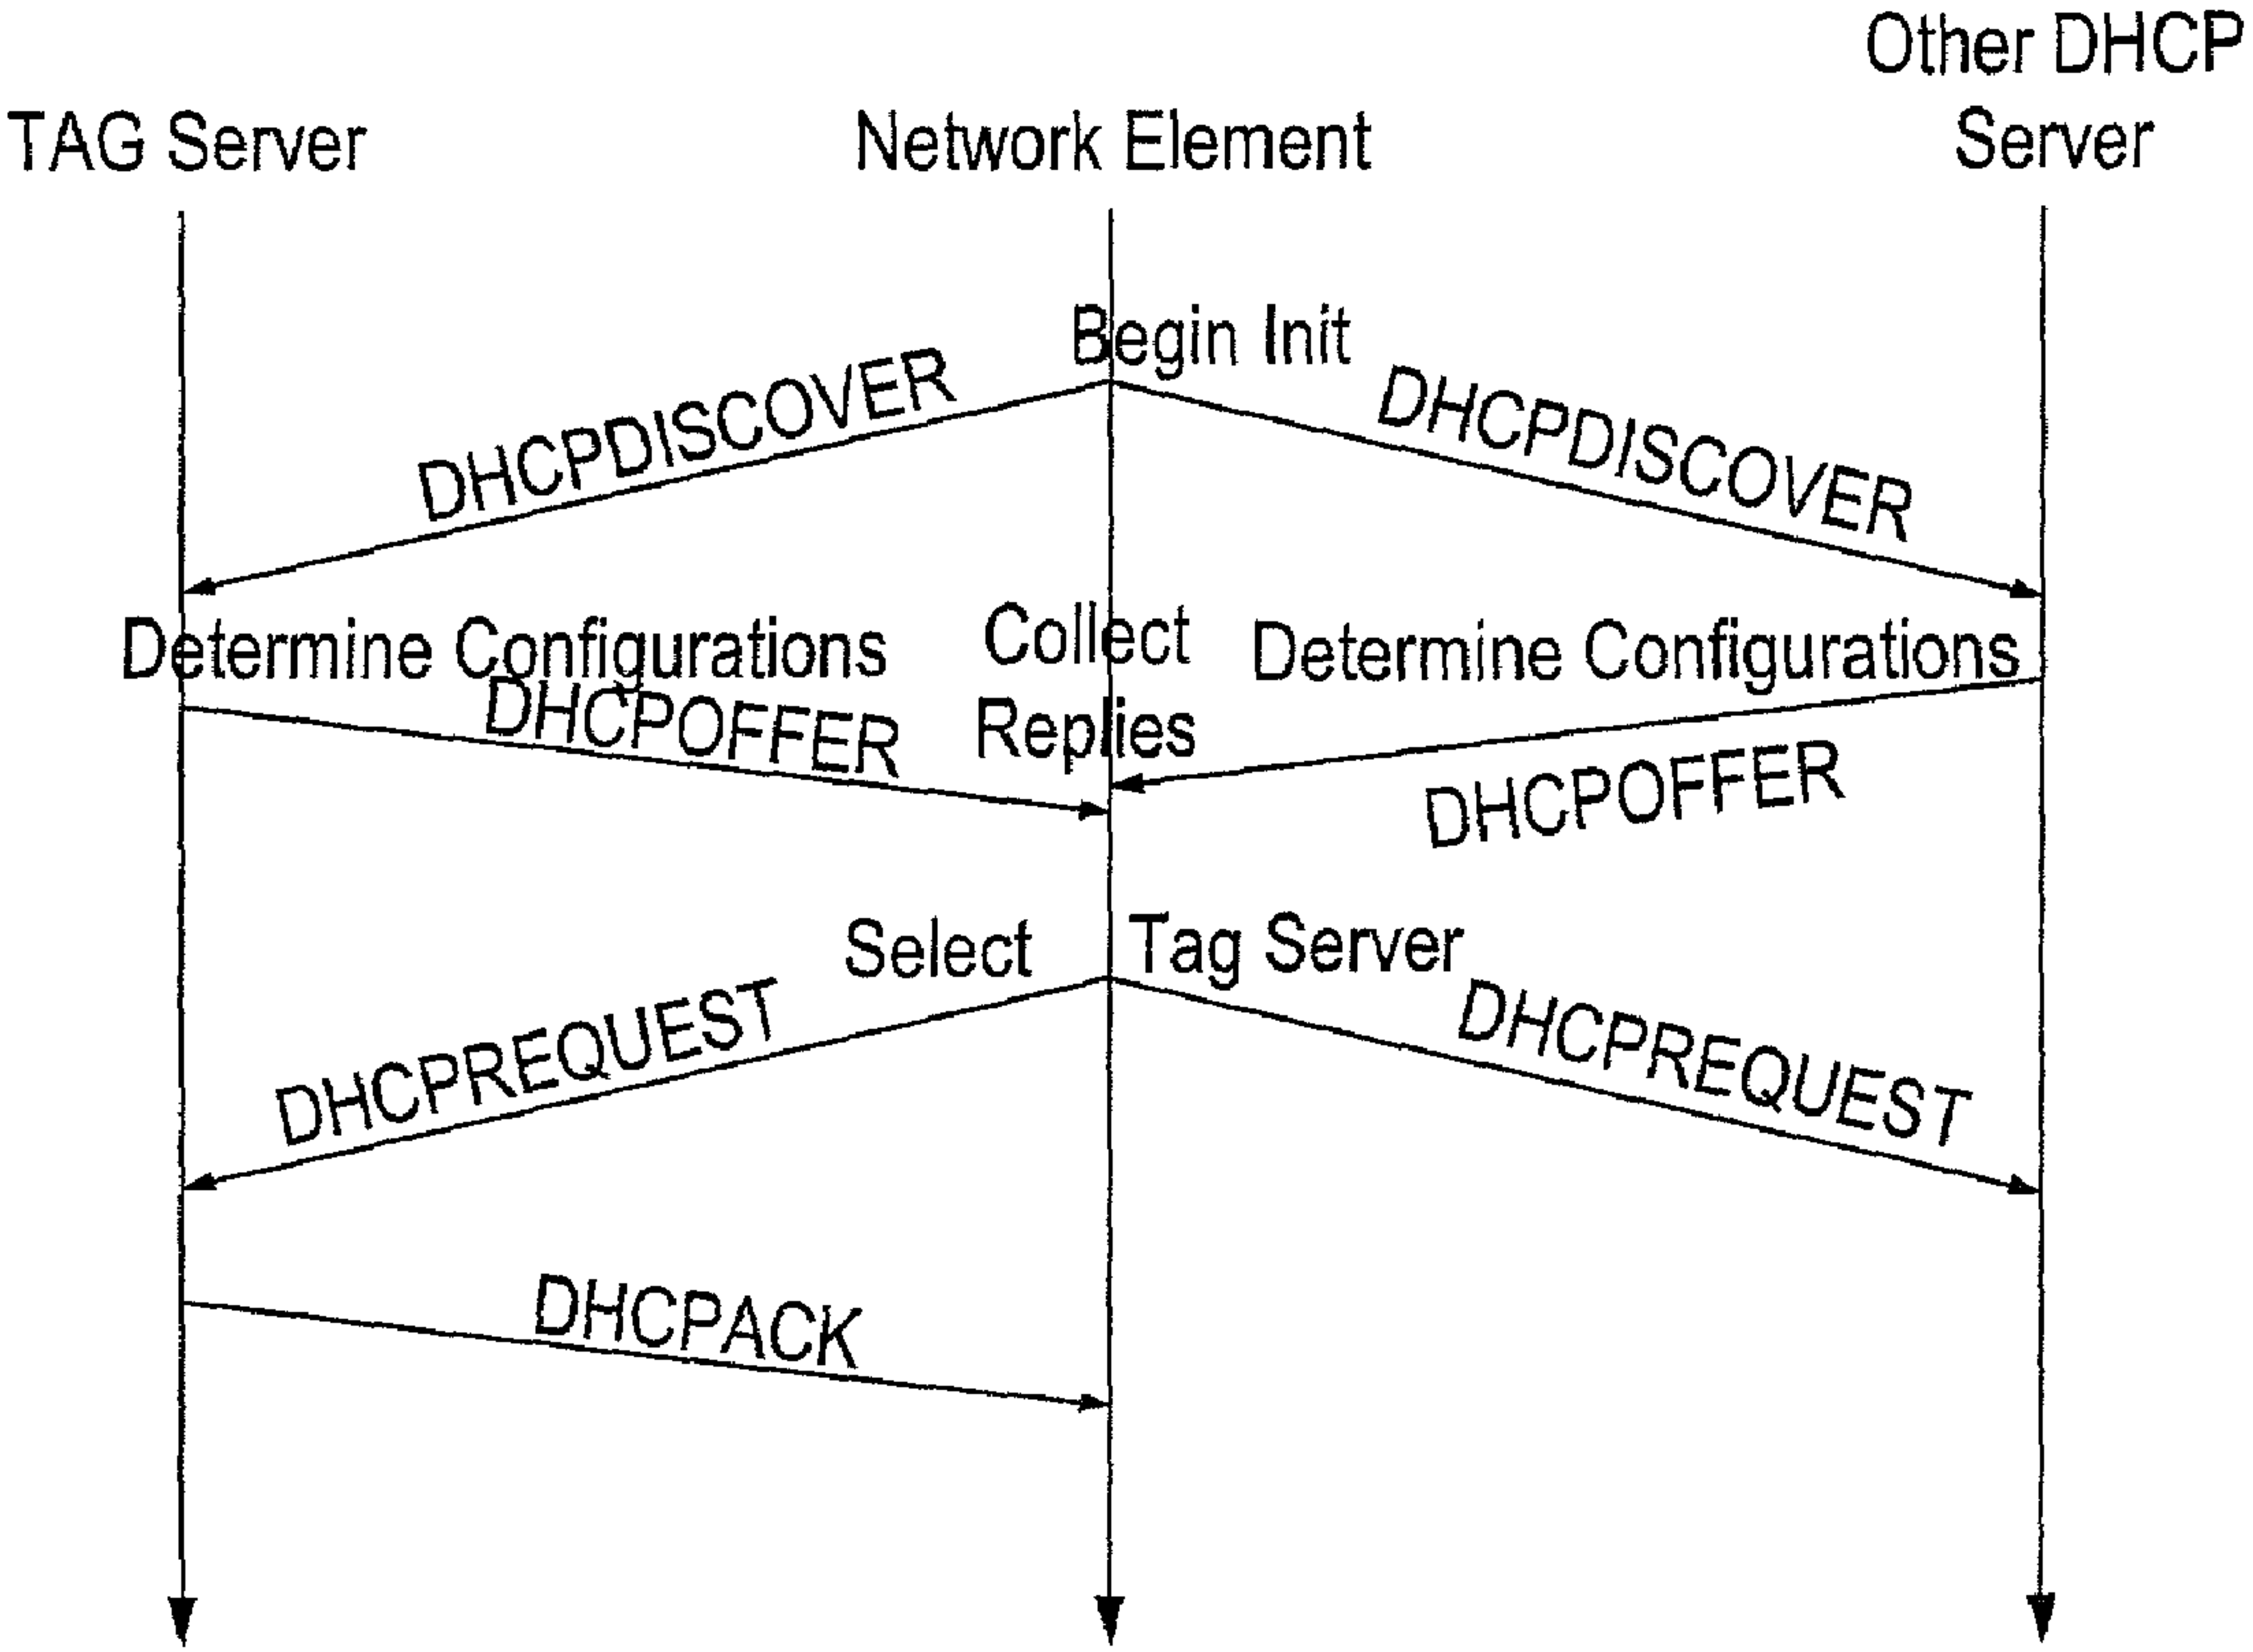 Other DHCP
Server
TAG Server
Network Element
Begin Init
DHCPDISCOVER
DHCPDISCOVER
Determine Configurations
Collect
Replies
Determine Configurations
DHCPOFFER
DHCPOFFER
Select Tag Server
DHCPREQUEST
DHCPREQUEST
DHCPACK